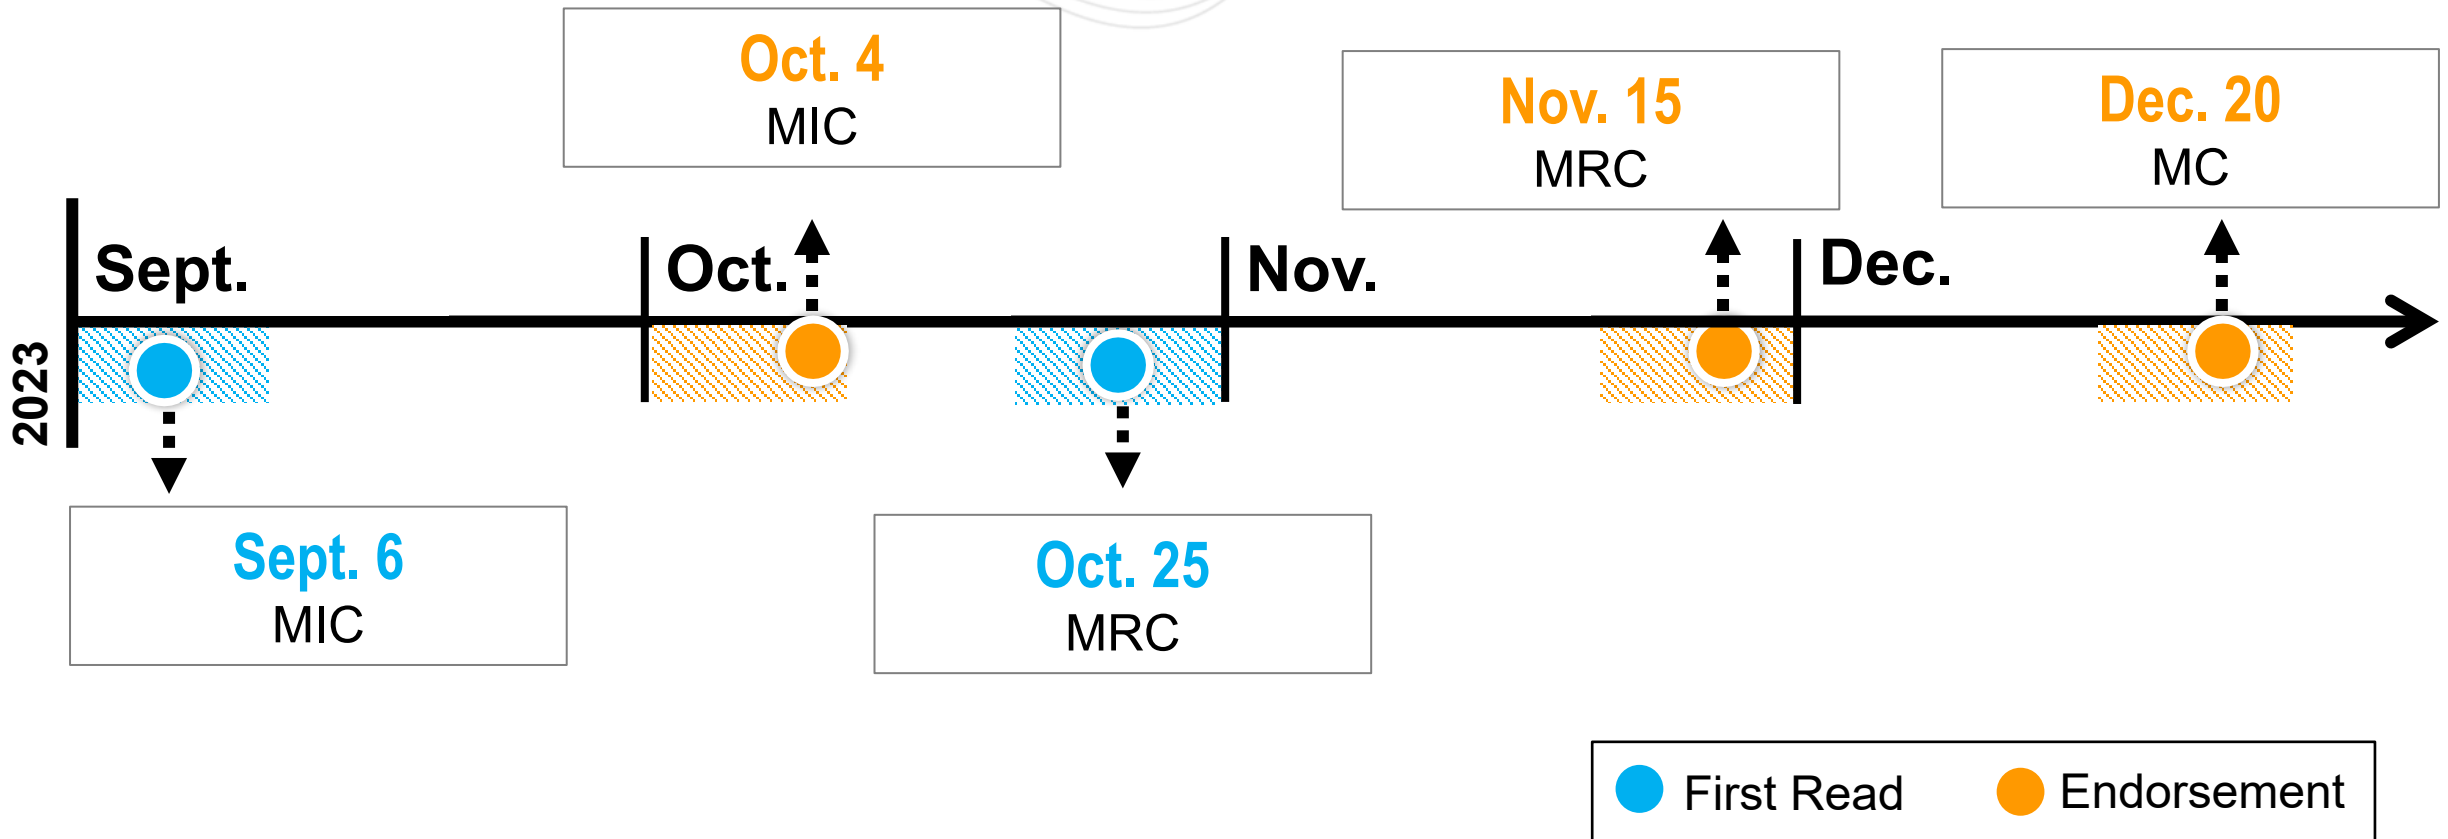 Oct. 4
MIC
Nov. 15
MRC
Dec. 20
MC
Sept.
Oct.
Nov.
Dec.
2023
Sept. 6
MIC
Oct. 25
MRC
First Read
Endorsement